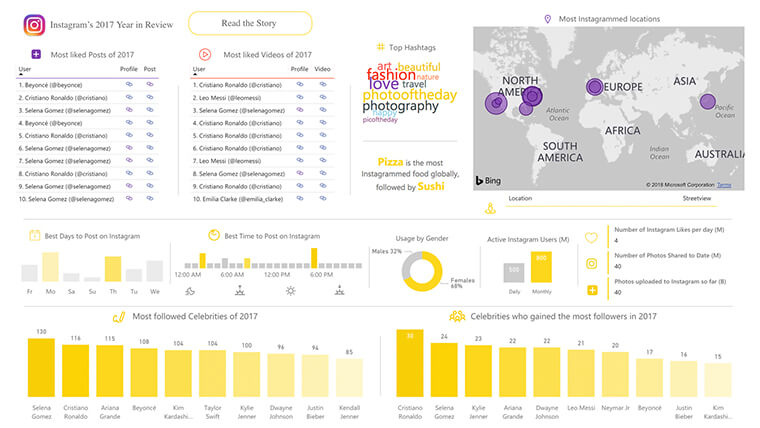 Instagram's 2017 Year in Review
Read the Story
Most liked Posts of 2017
User Profile Post
1. Beyoncé (@beyonce)
2. Cristiano Ronaldo (@cristiano)
3. Selena Gomez (@selenagomez)
4. Beyoncé (@beyonce)
5. Cristiano Ronaldo (@cristiano)
6. Selena Gomez (@selenagomez)
7. Selena Gomez (@selenagomez)
8. Cristiano Ronaldo (@cristiano)
9. Selena Gomez (@selenagomez)
10. Selena Gomez (@selenagomez)
Most liked Videos of 2017
User Profile Video
1. Cristiano Ronaldo (@cristiano)
2. Leo Messi (@leomessi)
3. Selena Gomez (@selenagomez)
4. Cristiano Ronaldo (@cristiano)
5. Cristiano Ronaldo (@cristiano)
6. Cristiano Ronaldo (@cristiano)
7. Leo Messi (@leomessi)
8. Selena Gomez (@selenagomez)
9. Cristiano Ronaldo (@cristiano)
10. Emilia Clarke (@emilia_clarke)
# Top Hashtags
art beautiful
fashion nature
love travel
photooftheday
photography
happy
picoftheday
Pizza is the most
Instagrammed food globally,
followed by Sushi
Most Instagrammed locations
NORTH
AMERICA
EUROPE
ASIA
Atlantic
Ocean
Pacific
Ocean
AFRICA
SOUTH
AMERICA
Indian
Ocean
AUSTRALI
Bing
© 2018 Microsoft Corporation Terms
Location Streetview
Best Days to Post on Instagram
Fr Mo Sa Su Th Tu We
Best Time to Post on Instagram
12:00 AM 6:00 AM 12:00 PM 6:00 PM
Usage by Gender
Males 32%
Females
68%
Active Instagram Users (M)
500 800
Daily Monthly
Number of Instagram Likes per day (M)
4
Number of Photos Shared to Date (M)
40
Photos uploaded to Instagram so far (B)
40
Most followed Celebrities of 2017
130 116 115 108 104 104 100 96 94 85
Selena Gomez Cristiano Ronaldo Ariana Grande Beyoncé Kim Kardashi... Taylor Swift Kylie Jenner Dwayne Johnson Justin Bieber Kendall Jenner
Celebrities who gained the most followers in 2017
30 24 23 22 22 21 20 17 16 15
Cristiano Ronaldo Selena Gomez Kylie Jenner Ariana Grande Dwayne Johnson Leo Messi Neymar Jr Beyoncé Justin Bieber Kim Kardashi...